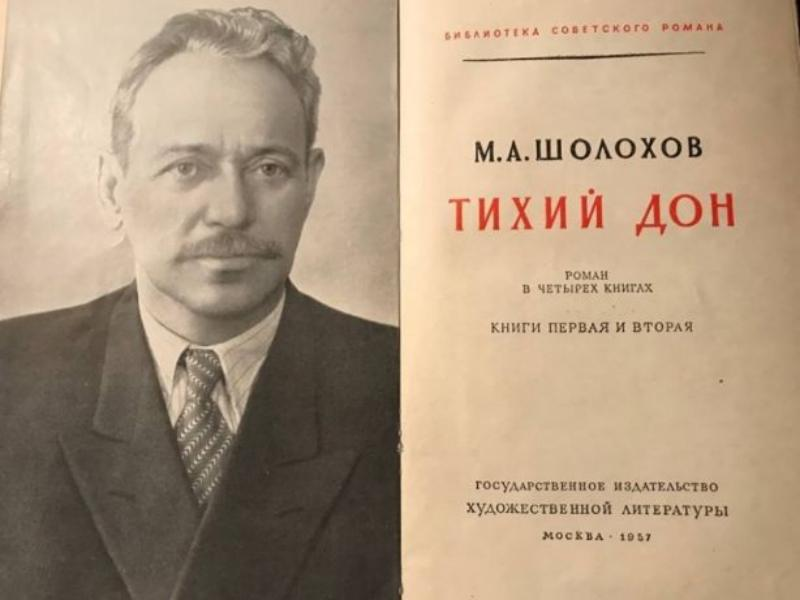 БИБЛИОТЕКА СОВЕТСКОГО РОМАНА
М.А.ШОЛОХОВ
ТИХИЙ ДОН
РОМАН
В ЧЕТЫРЕХ КНИГАХ
КНИГИ ПЕРВАЯ И ВТОРАЯ
ГОСУДАРСТВЕННОЕ ИЗДАТЕЛЬСТВО
ХУДОЖЕСТВЕННОЙ ЛИТЕРАТУРЫ
МОСКВА · 1957